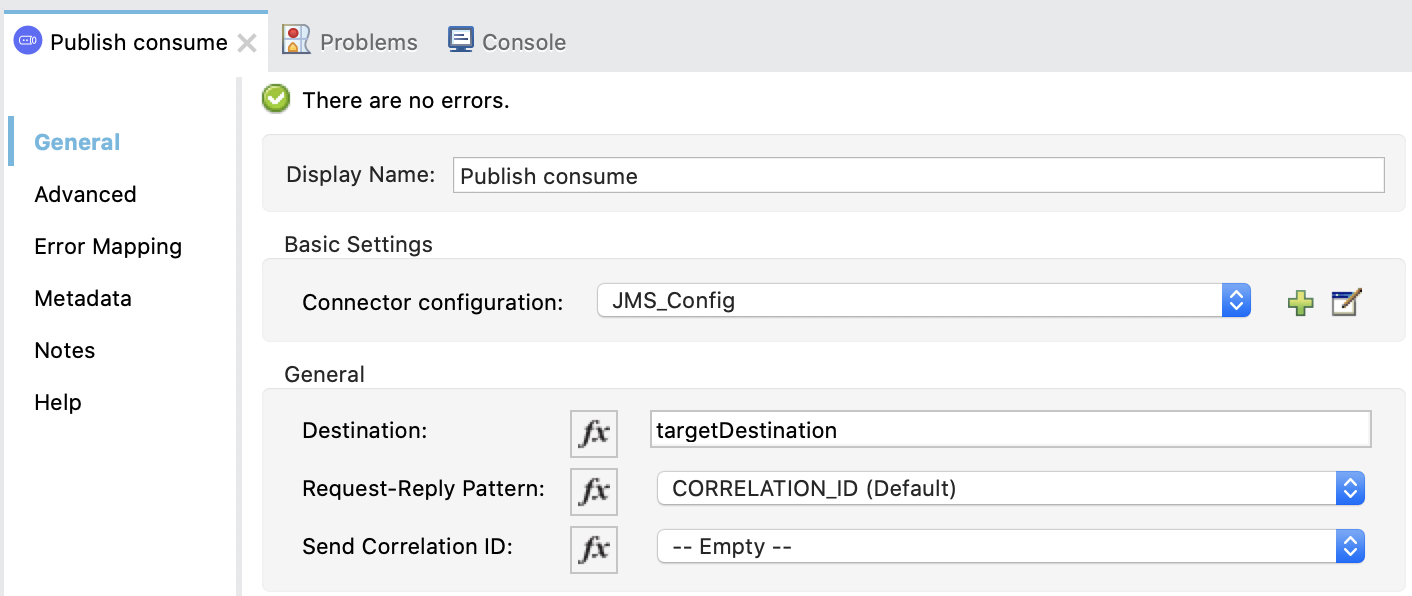 Publish consume
Problems
Console
There are no errors.
General
Advanced
Error Mapping
Metadata
Notes
Help
Display Name: Publish consume
Basic Settings
Connector configuration: JMS_Config
General
Destination: fx targetDestination
Request-Reply Pattern: fx CORRELATION_ID (Default)
Send Correlation ID: fx -- Empty --